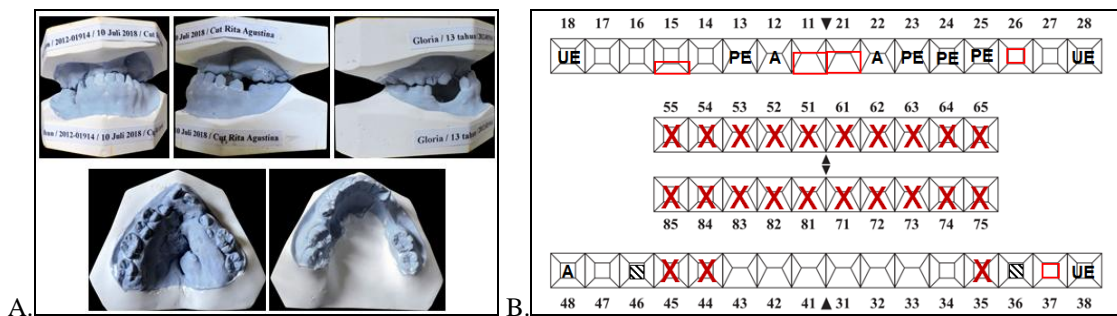 / 2012-01914 / 10 Juli 2018 / Cut
10 Juli 2018 / Cut Rita Agustina
Gloria / 13 tahun
/ 2012-01914 / 10 Juli 2018 /
10 Juli 2018 / Cut Rita Agustina
Gloria / 13 tahun
A.
B.
18 17 16 15 14 13 12 11 21 22 23 24 25 26 27 28
UE PE A A PE PE PE UE
55 54 53 52 51 61 62 63 64 65
X X X X X X X X X X
X X X X X X X X X X
85 84 83 82 81 71 72 73 74 75
A X X X UE
48 47 46 45 44 43 42 41 31 32 33 34 35 36 37 38